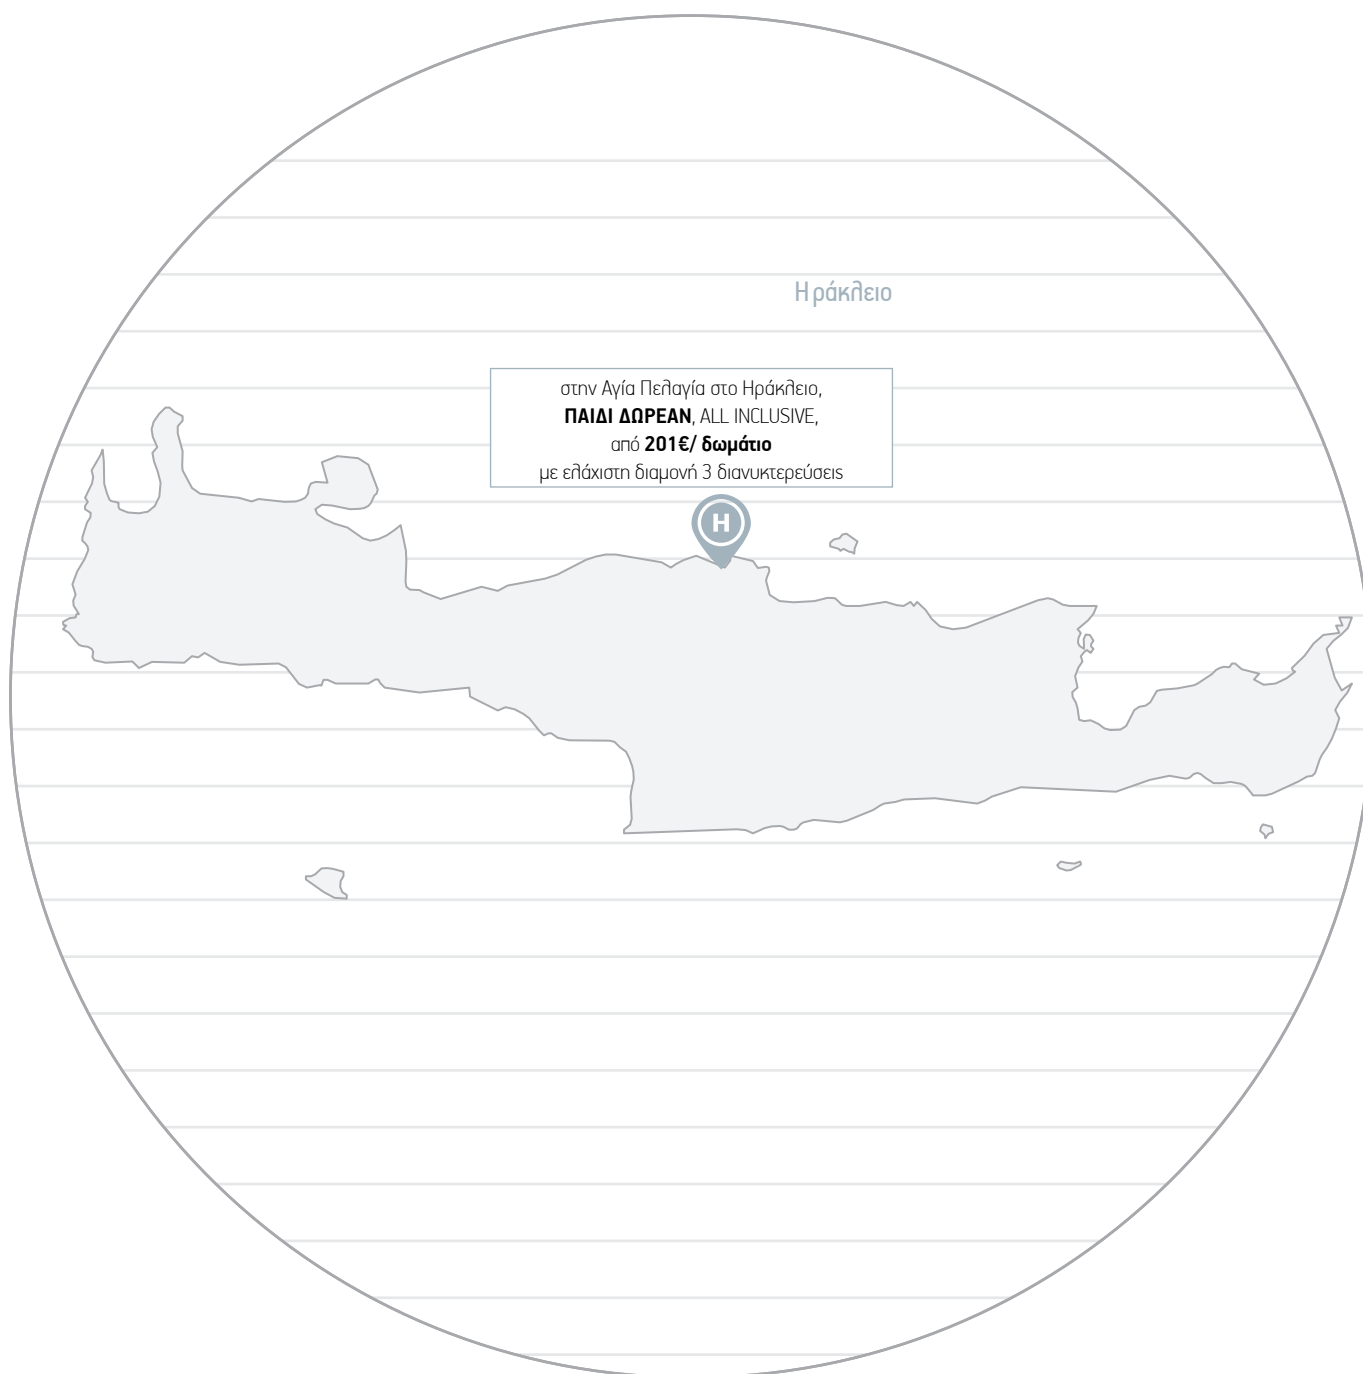 Ηράκλειο
στην Αγία Πελαγία στο Ηράκλειο,
ΠΑΙΔΙ ΔΩΡΕΑΝ, ALL INCLUSIVE,
από 201€/ δωμάτιο
με ελάχιστη διαμονή 3 διανυκτερεύσεις
H